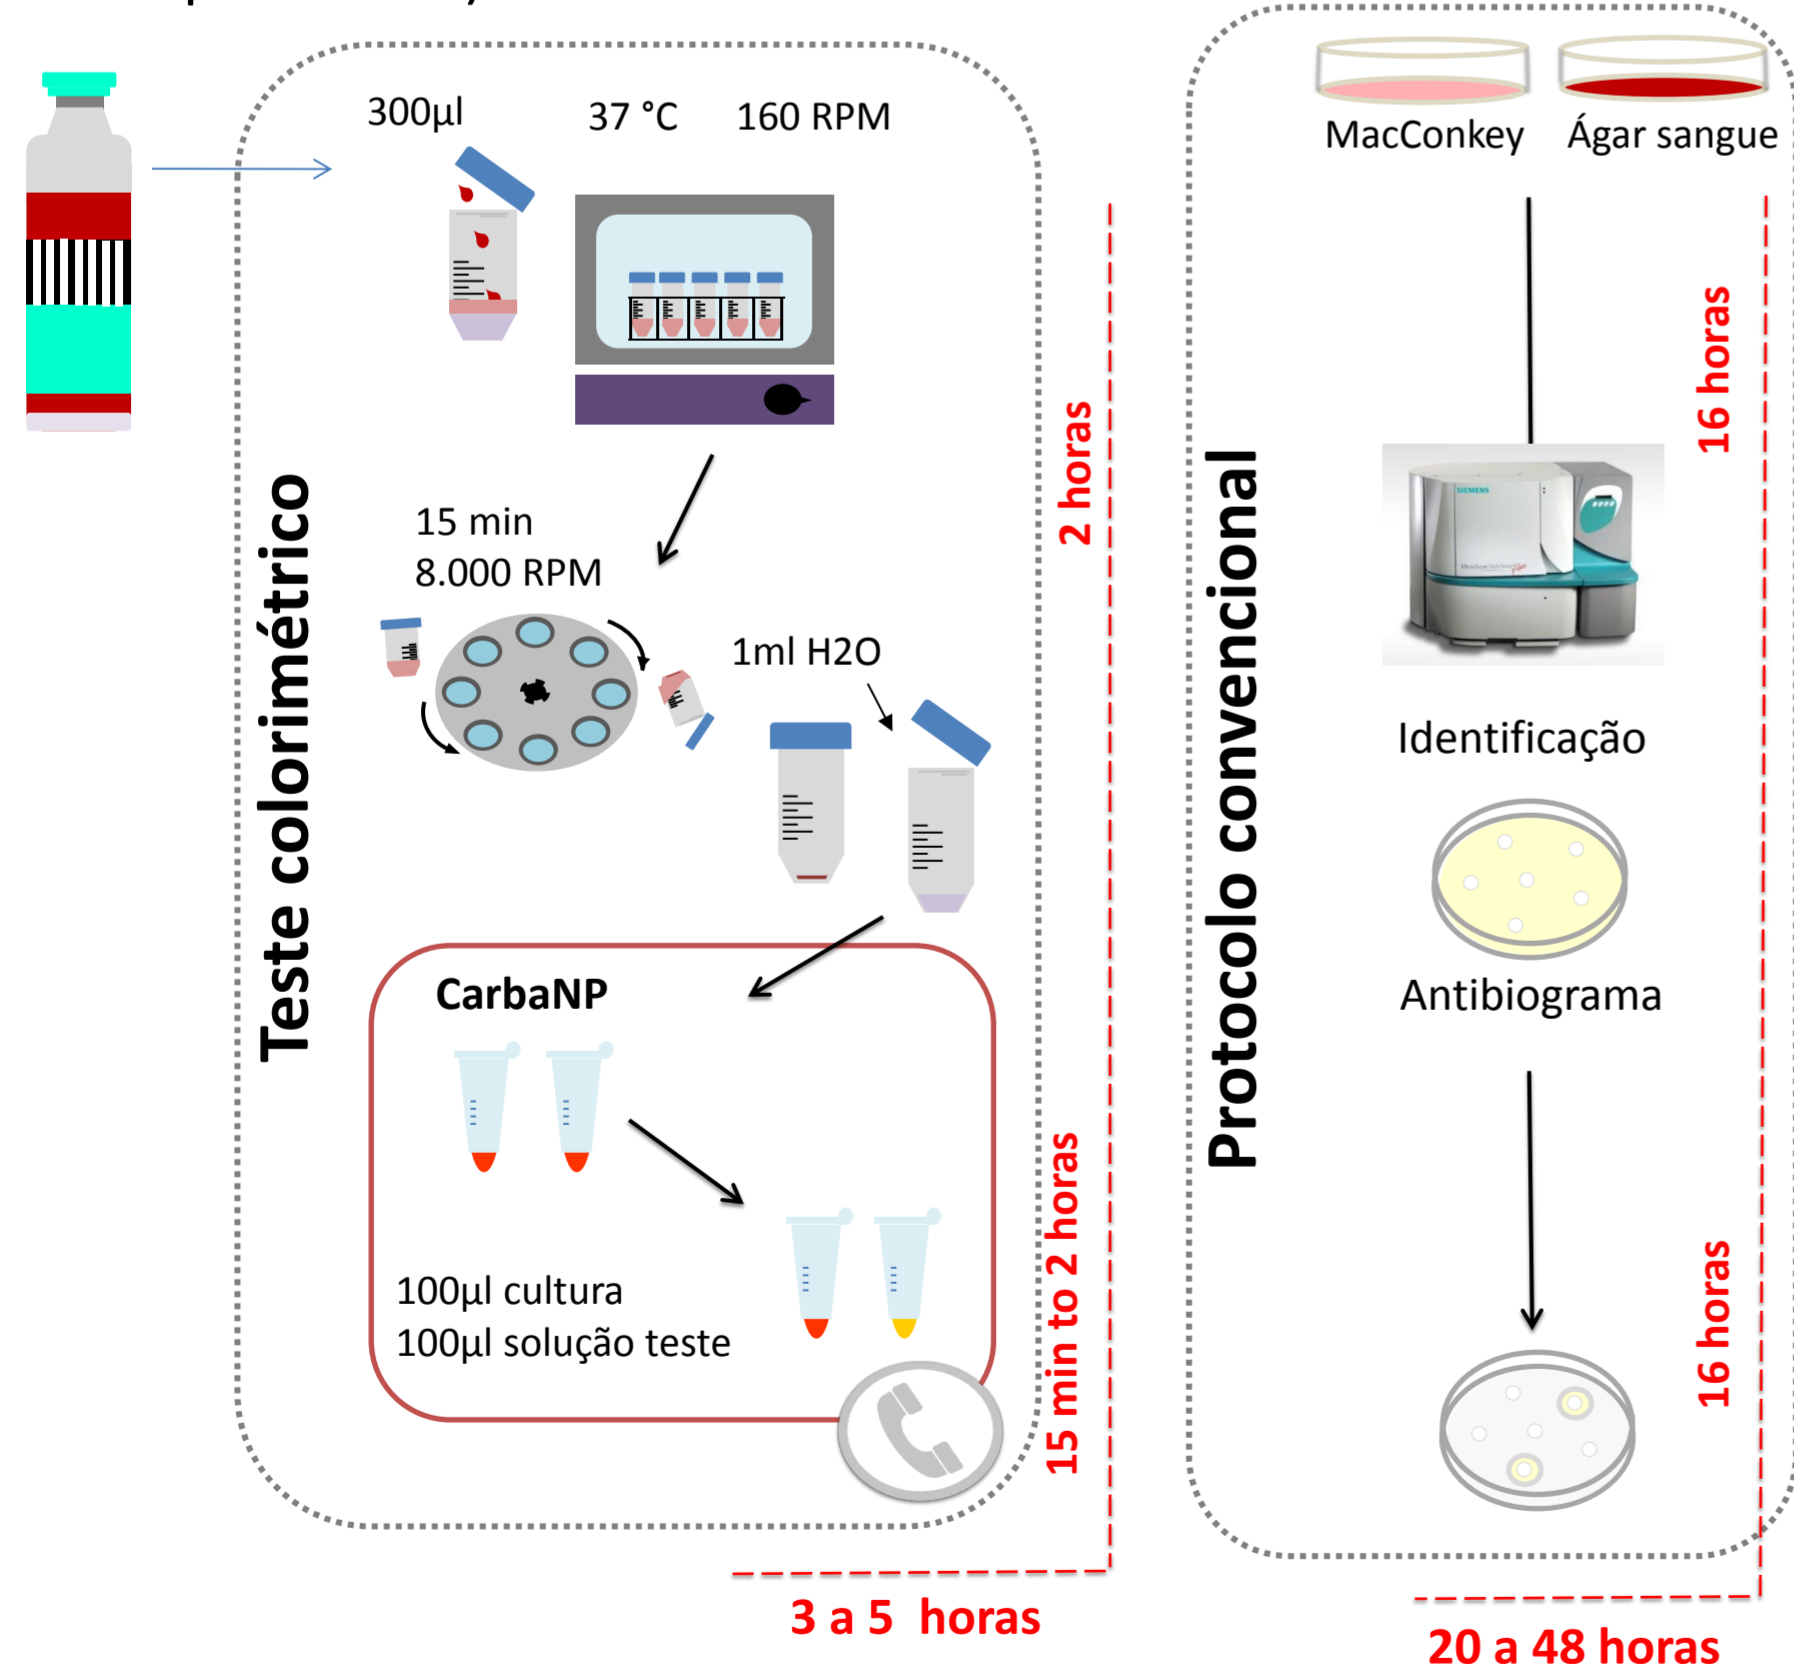 300µl
37 °C
160 RPM
Teste colorimétrico
15 min
8.000 RPM
1ml H2O
2 horas
CarbaNP
100µl cultura
100µl solução teste
15 min to 2 horas
3 a 5 horas
MacConkey
Ágar sangue
Protocolo convencional
16 horas
SIEMENS
Identificação
Antibiograma
16 horas
20 a 48 horas